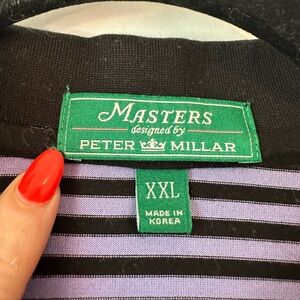 MASTERS
designed by
PETER MILLAR
XXL
MADE IN
KOREA